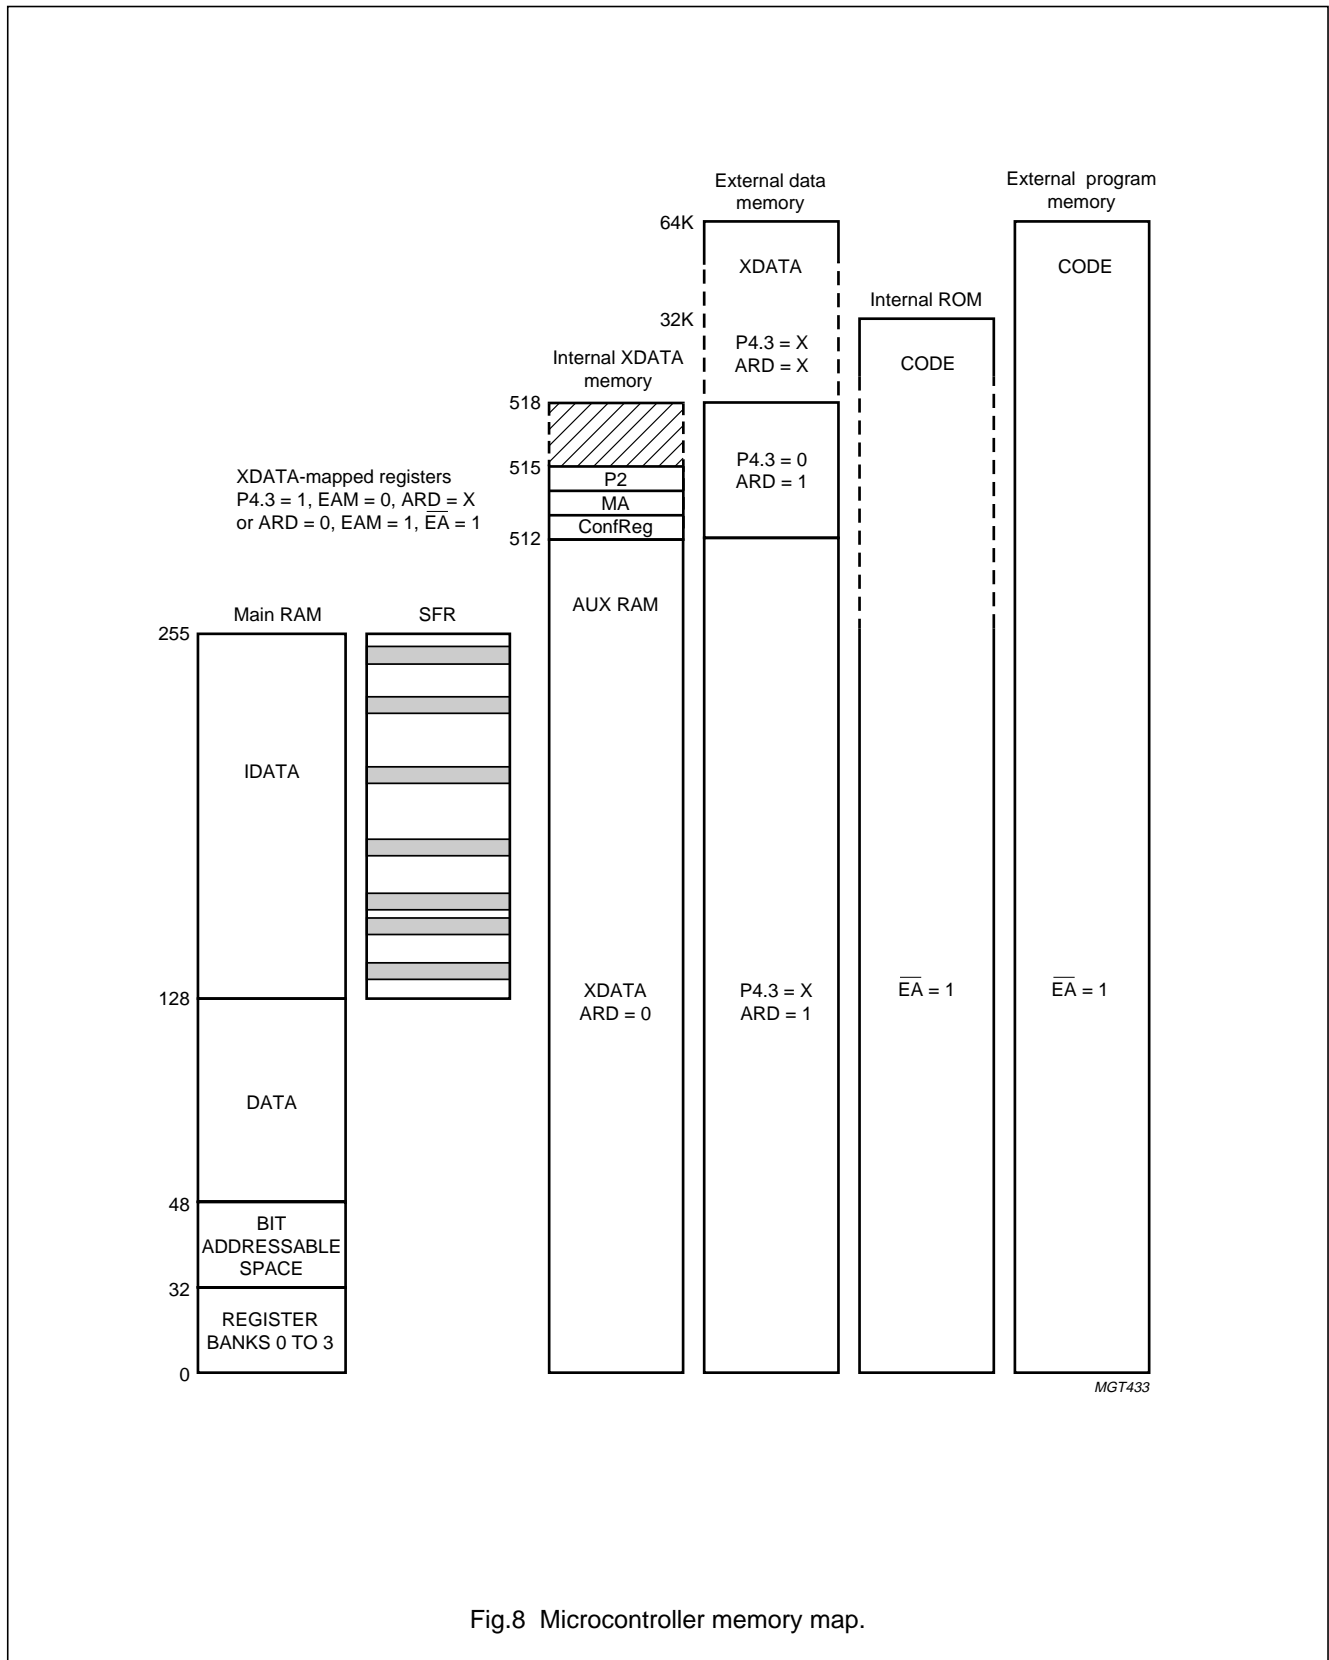 External data
memory
External program
memory
64K
XDATA
CODE
Internal ROM
32K
P4.3 = X
ARD = X
CODE
Internal XDATA
memory
518
XDATA-mapped registers
P4.3 = 1, EAM = 0, ARD = X
or ARD = 0, EAM = 1, E̅A̅ = 1
515
P2
MA
ConfReg
512
P4.3 = 0
ARD = 1
AUX RAM
Main RAM
SFR
255
IDATA
128
XDATA
ARD = 0
P4.3 = X
ARD = 1
E̅A̅ = 1
E̅A̅ = 1
DATA
48
BIT
ADDRESSABLE
SPACE
32
REGISTER
BANKS 0 TO 3
0
MGT433
Fig.8 Microcontroller memory map.